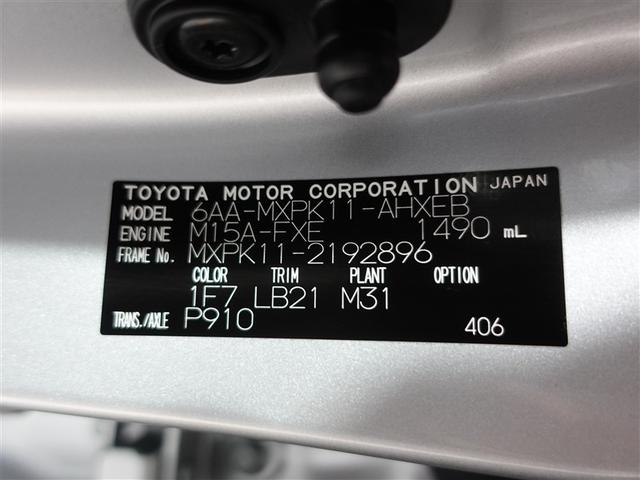 TOYOTA MOTOR CORPORATION JAPAN
MODEL 6AA-MXPK11-AHXEB
ENGINE M15A-FXE 1490 mL
FRAME No. MXPK11-2192896
COLOR TRIM PLANT OPTION
1F7 LB21 M31
TRANS./AXLE P910 406